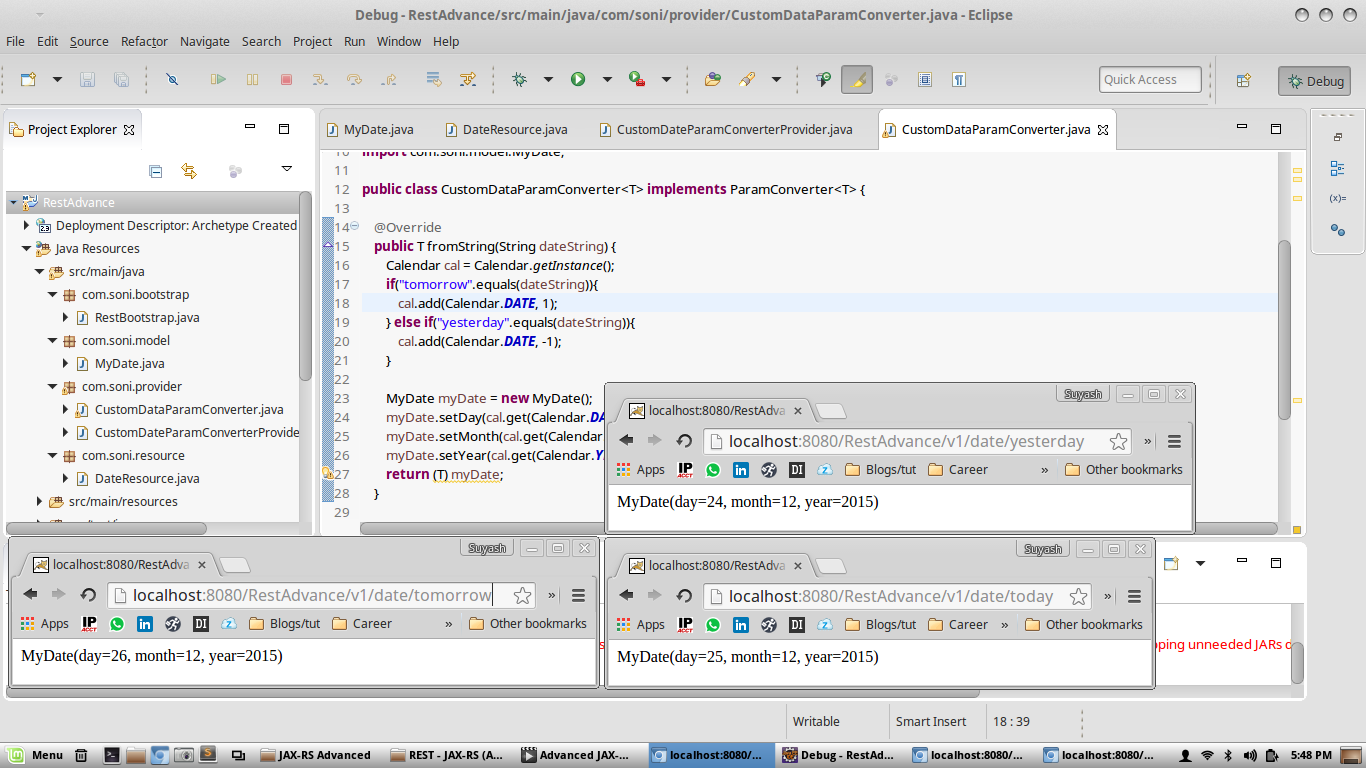 Debug - RestAdvance/src/main/java/com/soni/provider/CustomDataParamConverter.java - Eclipse
File Edit Source Refactor Navigate Search Project Run Window Help
Quick Access
Debug
Project Explorer
MyDate.java DateResource.java CustomDateParamConverterProvider.java CustomDataParamConverter.java
RestAdvance
Deployment Descriptor: Archetype Created
Java Resources
src/main/java
com.soni.bootstrap
RestBootstrap.java
com.soni.model
MyDate.java
com.soni.provider
CustomDataParamConverter.java
CustomDateParamConverterProvide
com.soni.resource
DateResource.java
src/main/resources
10 import com.soni.model.MyDate;
11
12 public class CustomDataParamConverter<T> implements ParamConverter<T> {
13
14 @Override
15 public T fromString(String dateString) {
16 Calendar cal = Calendar.getInstance();
17 if("tomorrow".equals(dateString)){
18 cal.add(Calendar.DATE, 1);
19 } else if("yesterday".equals(dateString)){
20 cal.add(Calendar.DATE, -1);
21 }
22
23 MyDate myDate = new MyDate();
24 myDate.setDay(cal.get(Calendar.DA
25 myDate.setMonth(cal.get(Calendar
26 myDate.setYear(cal.get(Calendar.Y
27 return (T) myDate;
28 }
29
Suyash
localhost:8080/RestAdva
localhost:8080/RestAdvance/v1/date/yesterday
Apps IP ACCT in DI z Blogs/tut Career » Other bookmarks
MyDate(day=24, month=12, year=2015)
Suyash
localhost:8080/RestAdva
localhost:8080/RestAdvance/v1/date/tomorrow
Apps IP ACCT in DI z Blogs/tut Career » Other bookmarks
MyDate(day=26, month=12, year=2015)
Suyash
localhost:8080/RestAdva
localhost:8080/RestAdvance/v1/date/today
Apps IP ACCT in DI z Blogs/tut Career » Other bookmarks
MyDate(day=25, month=12, year=2015)
pping unneeded JARs d
Writable Smart Insert 18 : 39
Menu JAX-RS Advanced REST - JAX-RS (A... Advanced JAX-... localhost:8080/... Debug - RestAd... localhost:8080/... localhost:8080/... 5:48 PM